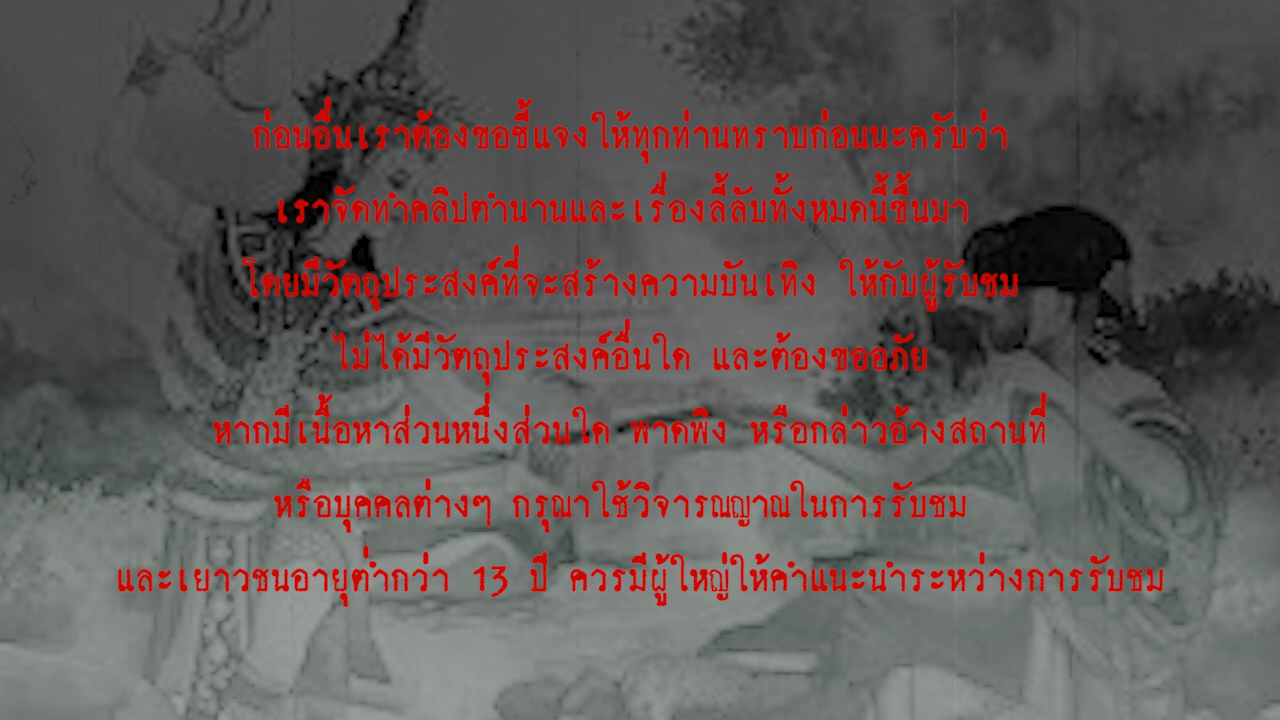 ก่อนอื่นเราต้องขอชี้แจงให้ทุกท่านทราบก่อนนะครับว่า
เราจัดทำคลิปตำนานและเรื่องลี้ลับทั้งหมดนี้ขึ้นมา
โดยมีวัตถุประสงค์ที่จะสร้างความบันเทิง ให้กับผู้รับชม
ไม่ได้มีวัตถุประสงค์อื่นใด และต้องขออภัย
หากมีเนื้อหาส่วนหนึ่งส่วนใด พาดพิง หรือกล่าวอ้างสถานที่
หรือบุคคลต่างๆ กรุณาใช้วิจารณญาณในการรับชม
และเยาวชนอายุต่ำกว่า 13 ปี ควรมีผู้ใหญ่ให้คำแนะนำระหว่างการรับชม